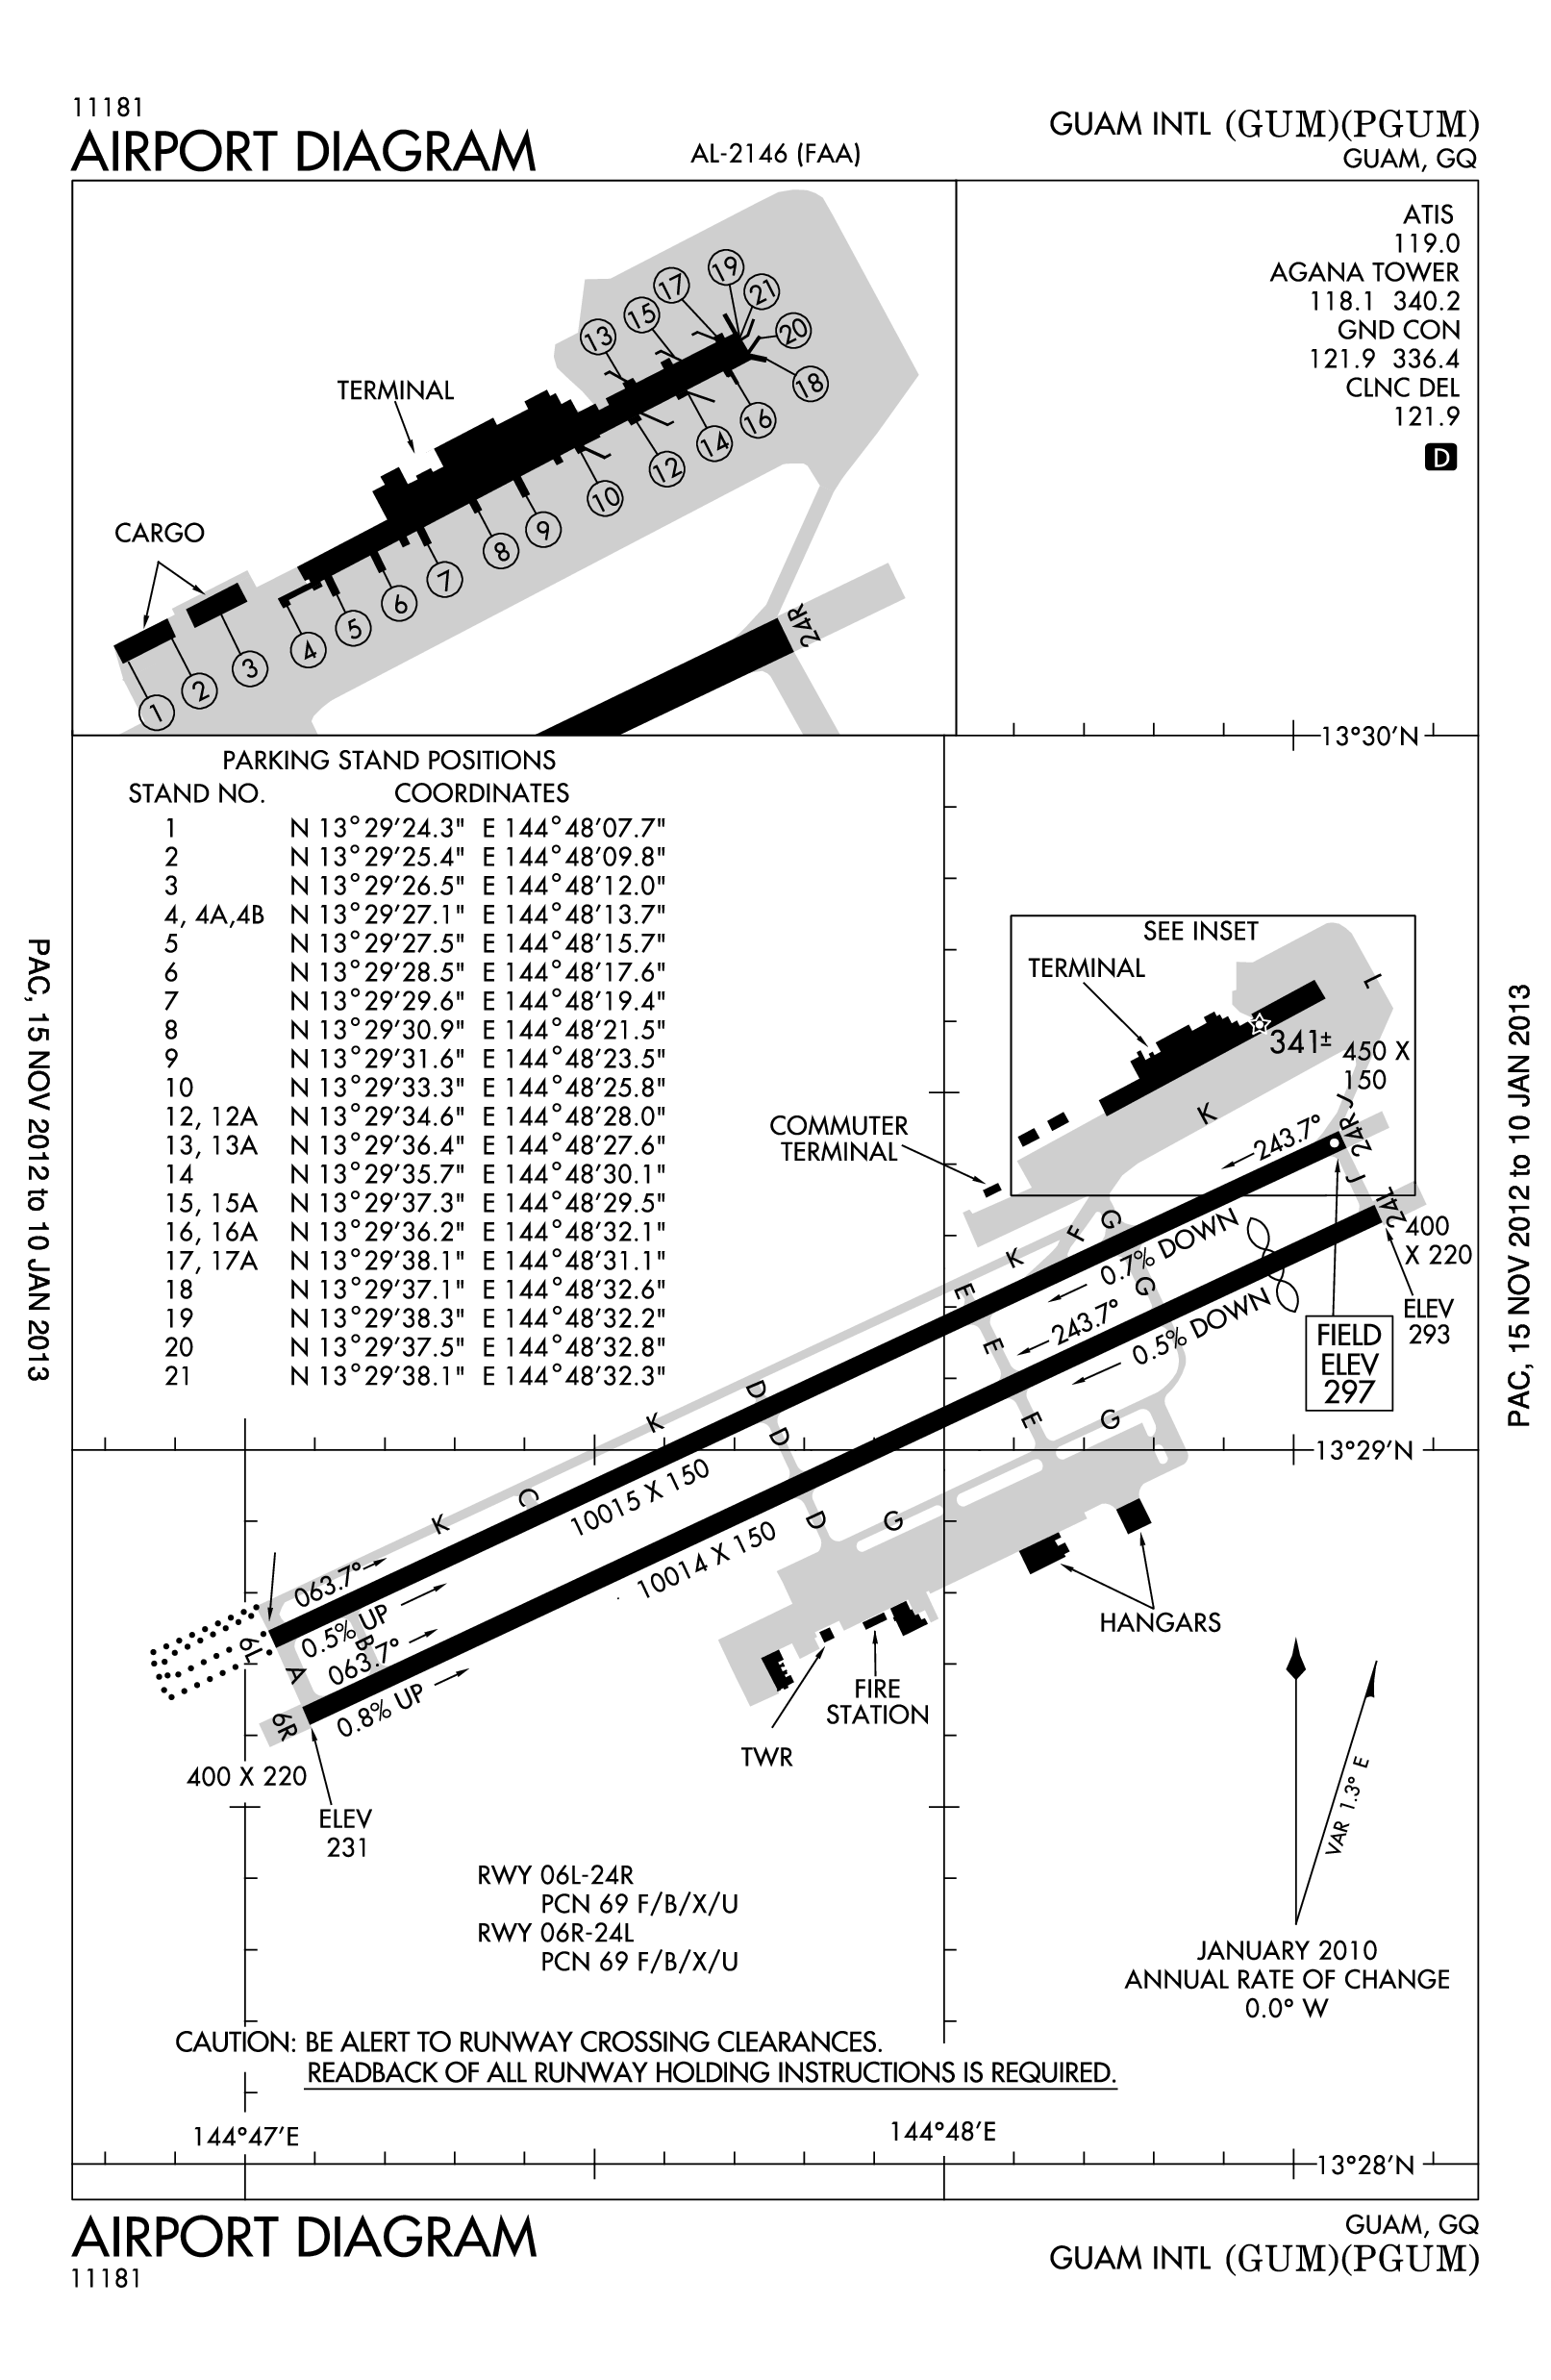 11181
AIRPORT DIAGRAM
AL-2146 (FAA)
GUAM INTL (GUM)(PGUM)
GUAM, GQ
ATIS
119.0
AGANA TOWER
118.1 340.2
GND CON
121.9 336.4
CLNC DEL
121.9
D
TERMINAL
CARGO
13
15
17
19
21
20
18
16
14
12
10
9
8
7
6
5
4
3
2
1
24R
13°30'N
PARKING STAND POSITIONS
STAND NO. COORDINATES
1 N 13°29'24.3" E 144°48'07.7"
2 N 13°29'25.4" E 144°48'09.8"
3 N 13°29'26.5" E 144°48'12.0"
4, 4A,4B N 13°29'27.1" E 144°48'13.7"
5 N 13°29'27.5" E 144°48'15.7"
6 N 13°29'28.5" E 144°48'17.6"
7 N 13°29'29.6" E 144°48'19.4"
8 N 13°29'30.9" E 144°48'21.5"
9 N 13°29'31.6" E 144°48'23.5"
10 N 13°29'33.3" E 144°48'25.8"
12, 12A N 13°29'34.6" E 144°48'28.0"
13, 13A N 13°29'36.4" E 144°48'27.6"
14 N 13°29'35.7" E 144°48'30.1"
15, 15A N 13°29'37.3" E 144°48'29.5"
16, 16A N 13°29'36.2" E 144°48'32.1"
17, 17A N 13°29'38.1" E 144°48'31.1"
18 N 13°29'37.1" E 144°48'32.6"
19 N 13°29'38.3" E 144°48'32.2"
20 N 13°29'37.5" E 144°48'32.8"
21 N 13°29'38.1" E 144°48'32.3"
PAC, 15 NOV 2012 to 10 JAN 2013
PAC, 15 NOV 2012 to 10 JAN 2013
SEE INSET
TERMINAL
L
341±
450 X
150
K
J
24R
243.7°
COMMUTER
TERMINAL
J
24L
400
X 220
G
F
K
0.7% DOWN
G
E
243.7°
E
0.5% DOWN
ELEV
293
FIELD
ELEV
297
D
K
D
E
G
13°29'N
10015 X 150
C
K
D
G
10014 X 150
063.7°
0.5% UP
6L
B
A
063.7°
0.8% UP
6R
HANGARS
FIRE
STATION
TWR
400 X 220
ELEV
231
VAR 1.3° E
RWY 06L-24R
PCN 69 F/B/X/U
RWY 06R-24L
PCN 69 F/B/X/U
JANUARY 2010
ANNUAL RATE OF CHANGE
0.0° W
CAUTION: BE ALERT TO RUNWAY CROSSING CLEARANCES.
READBACK OF ALL RUNWAY HOLDING INSTRUCTIONS IS REQUIRED.
144°47'E
144°48'E
13°28'N
AIRPORT DIAGRAM
11181
GUAM, GQ
GUAM INTL (GUM)(PGUM)